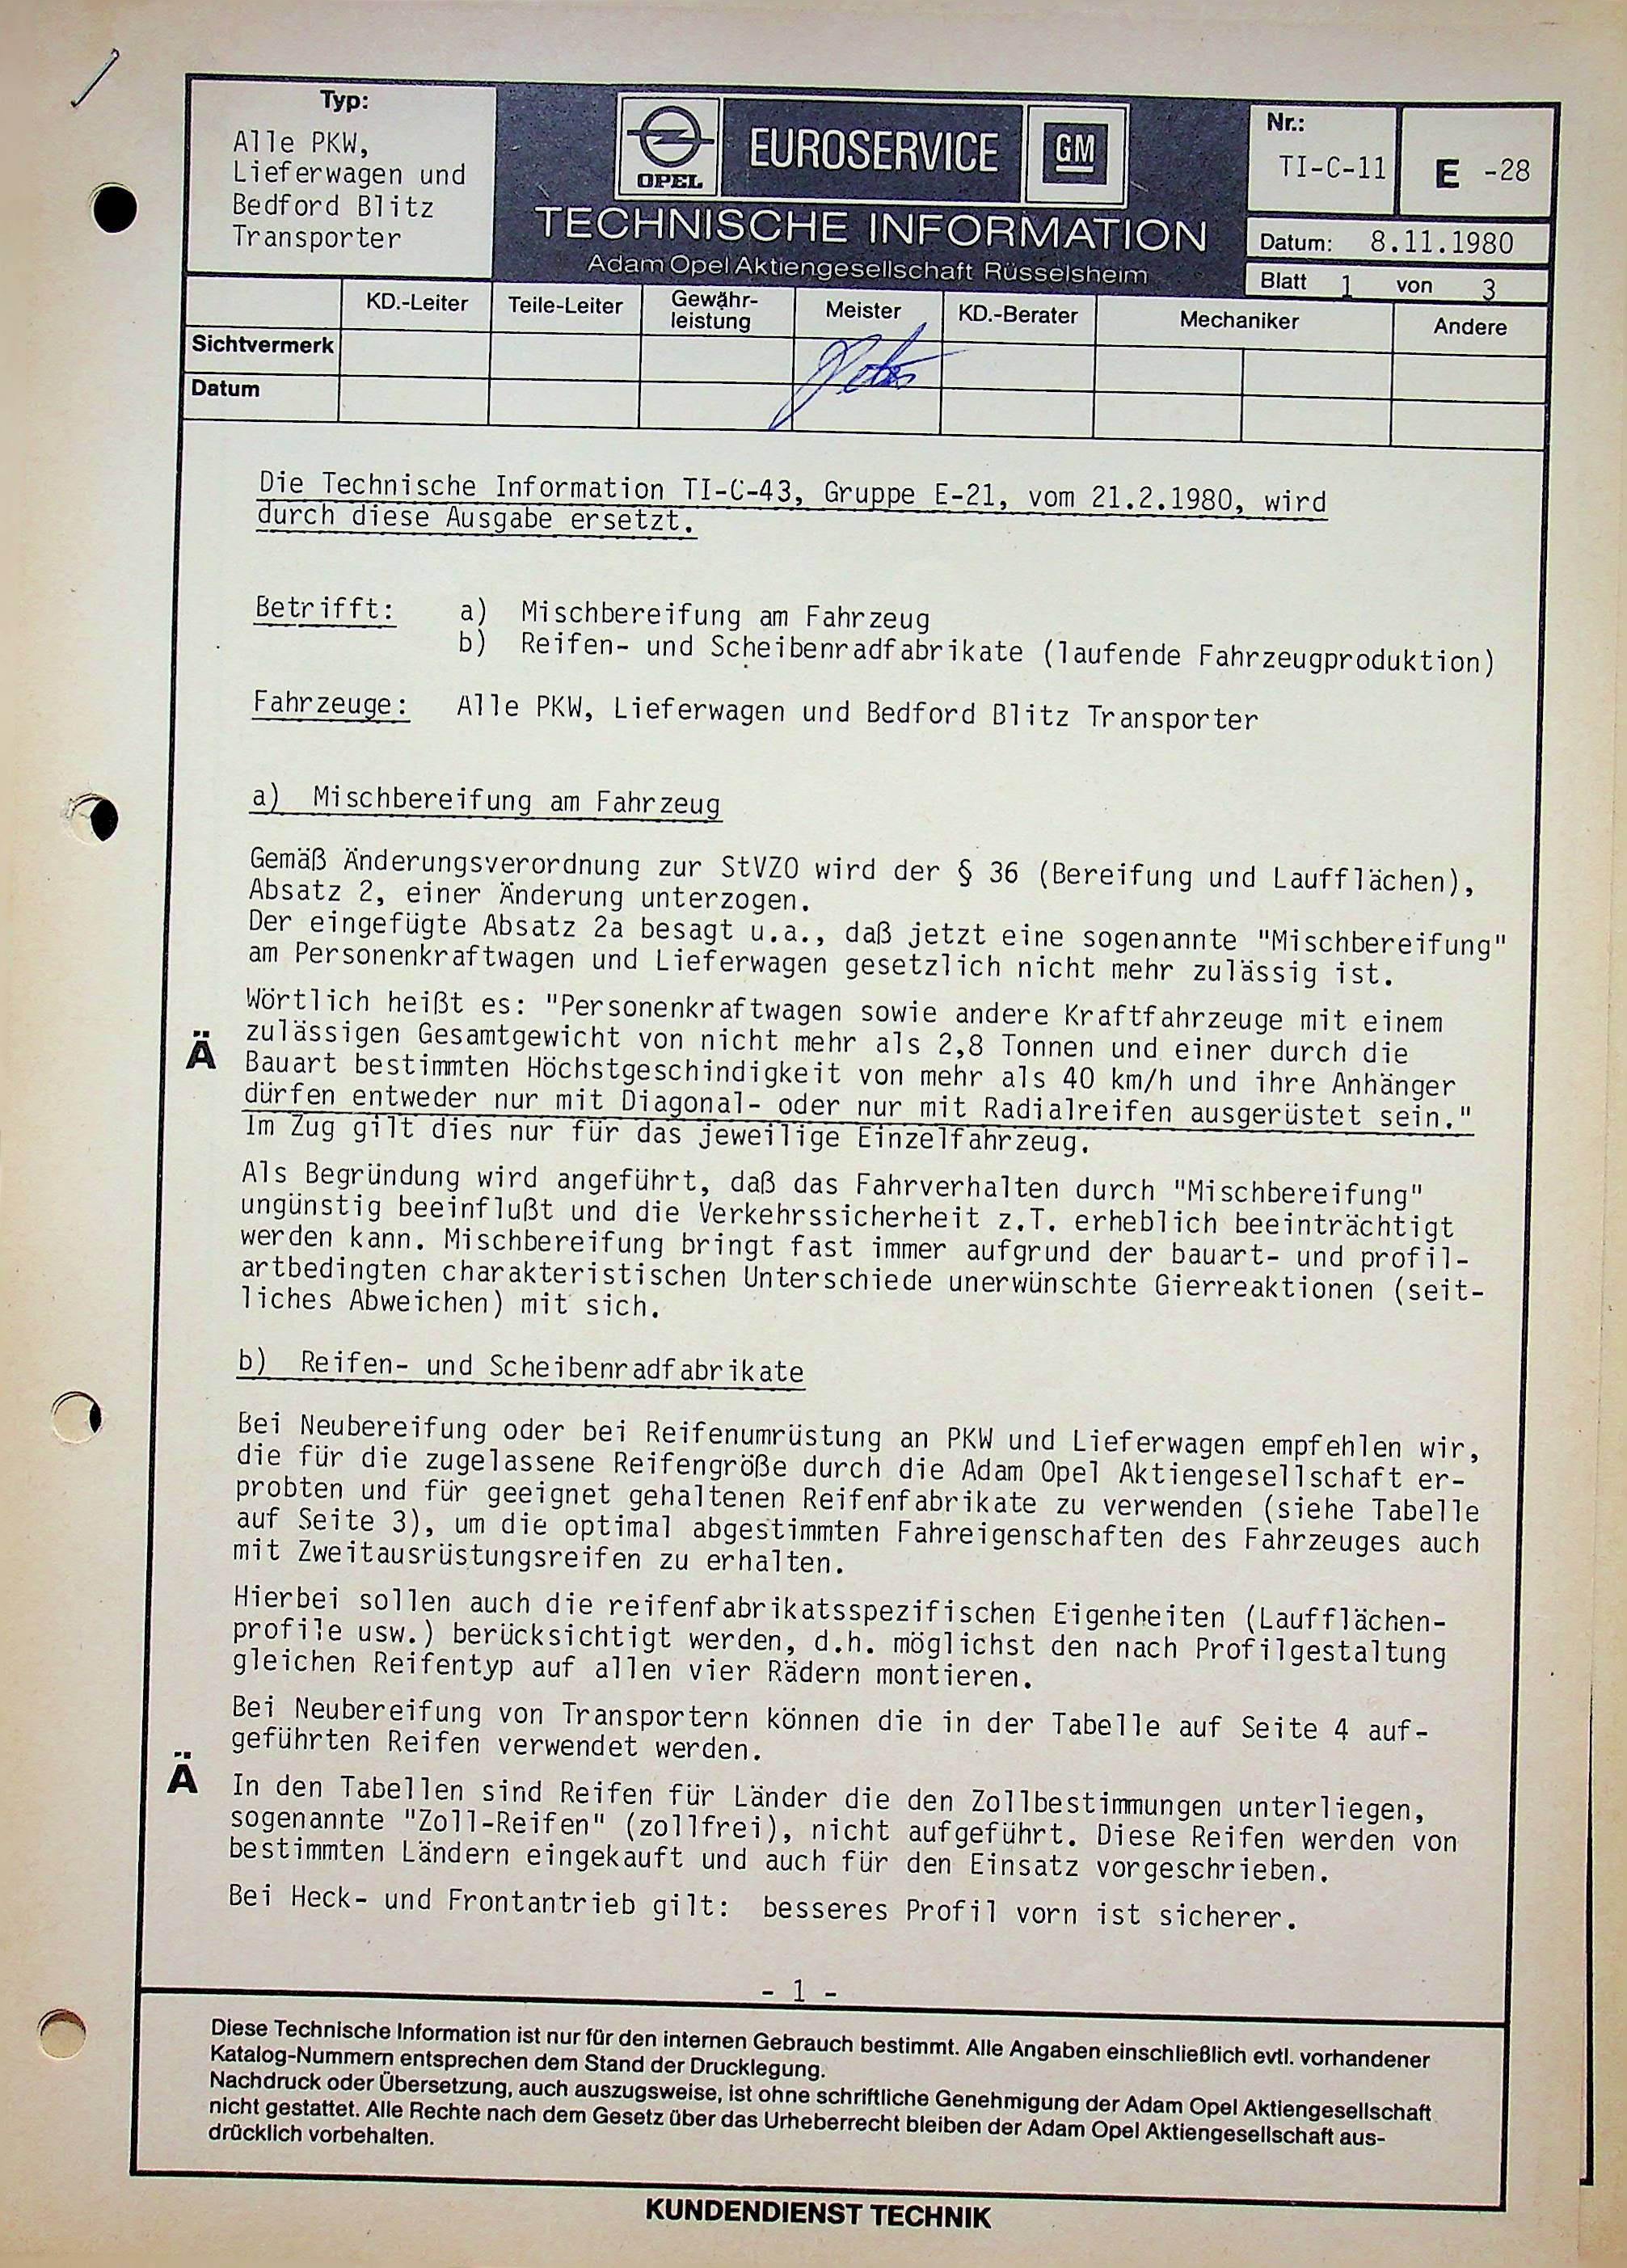 Typ:
Alle PKW,
Lieferwagen und
Bedford Blitz
Transporter
OPEL
EUROSERVICE
GM
TECHNISCHE INFORMATION
Adam Opel Aktiengesellschaft Rüsselsheim
Nr.:
TI-C-11
E -28
Datum: 8.11.1980
Blatt 1 von 3
KD.-Leiter Teile-Leiter Gewähr-leistung Meister KD.-Berater Mechaniker Andere
Sichtvermerk
Datum
Die Technische Information TI-C-43, Gruppe E-21, vom 21.2.1980, wird
durch diese Ausgabe ersetzt.
Betrifft: a) Mischbereifung am Fahrzeug
b) Reifen- und Scheibenradfabrikate (laufende Fahrzeugproduktion)
Fahrzeuge: Alle PKW, Lieferwagen und Bedford Blitz Transporter
a) Mischbereifung am Fahrzeug
Gemäß Änderungsverordnung zur StVZO wird der § 36 (Bereifung und Laufflächen),
Absatz 2, einer Änderung unterzogen.
Der eingefügte Absatz 2a besagt u.a., daß jetzt eine sogenannte "Mischbereifung"
am Personenkraftwagen und Lieferwagen gesetzlich nicht mehr zulässig ist.
Wörtlich heißt es: "Personenkraftwagen sowie andere Kraftfahrzeuge mit einem
zulässigen Gesamtgewicht von nicht mehr als 2,8 Tonnen und einer durch die
Ä
Bauart bestimmten Höchstgeschindigkeit von mehr als 40 km/h und ihre Anhänger
dürfen entweder nur mit Diagonal- oder nur mit Radialreifen ausgerüstet sein."
Im Zug gilt dies nur für das jeweilige Einzelfahrzeug.
Als Begründung wird angeführt, daß das Fahrverhalten durch "Mischbereifung"
ungünstig beeinflußt und die Verkehrssicherheit z.T. erheblich beeinträchtigt
werden kann. Mischbereifung bringt fast immer aufgrund der bauart- und profil-
artbedingten charakteristischen Unterschiede unerwünschte Gierreaktionen (seit-
liches Abweichen) mit sich.
b) Reifen- und Scheibenradfabrikate
Bei Neubereifung oder bei Reifenumrüstung an PKW und Lieferwagen empfehlen wir,
die für die zugelassene Reifengröße durch die Adam Opel Aktiengesellschaft er-
probten und für geeignet gehaltenen Reifenfabrikate zu verwenden (siehe Tabelle
auf Seite 3), um die optimal abgestimmten Fahreigenschaften des Fahrzeuges auch
mit Zweitausrüstungsreifen zu erhalten.
Hierbei sollen auch die reifenfabrikatsspezifischen Eigenheiten (Laufflächen-
profile usw.) berücksichtigt werden, d.h. möglichst den nach Profilgestaltung
gleichen Reifentyp auf allen vier Rädern montieren.
Bei Neubereifung von Transportern können die in der Tabelle auf Seite 4 auf-
geführten Reifen verwendet werden.
Ä
In den Tabellen sind Reifen für Länder die den Zollbestimmungen unterliegen,
sogenannte "Zoll-Reifen" (zollfrei), nicht aufgeführt. Diese Reifen werden von
bestimmten Ländern eingekauft und auch für den Einsatz vorgeschrieben.
Bei Heck- und Frontantrieb gilt: besseres Profil vorn ist sicherer.
- 1 -
Diese Technische Information ist nur für den internen Gebrauch bestimmt. Alle Angaben einschließlich evtl. vorhandener
Katalog-Nummern entsprechen dem Stand der Drucklegung.
Nachdruck oder Übersetzung, auch auszugsweise, ist ohne schriftliche Genehmigung der Adam Opel Aktiengesellschaft
nicht gestattet. Alle Rechte nach dem Gesetz über das Urheberrecht bleiben der Adam Opel Aktiengesellschaft aus-
drücklich vorbehalten.
KUNDENDIENST TECHNIK